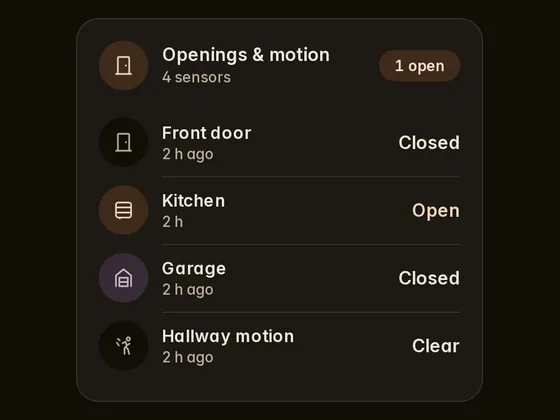 Openings & motion
4 sensors
1 open
Front door
2 h ago
Closed
Kitchen
2 h
Open
Garage
2 h ago
Closed
Hallway motion
2 h ago
Clear